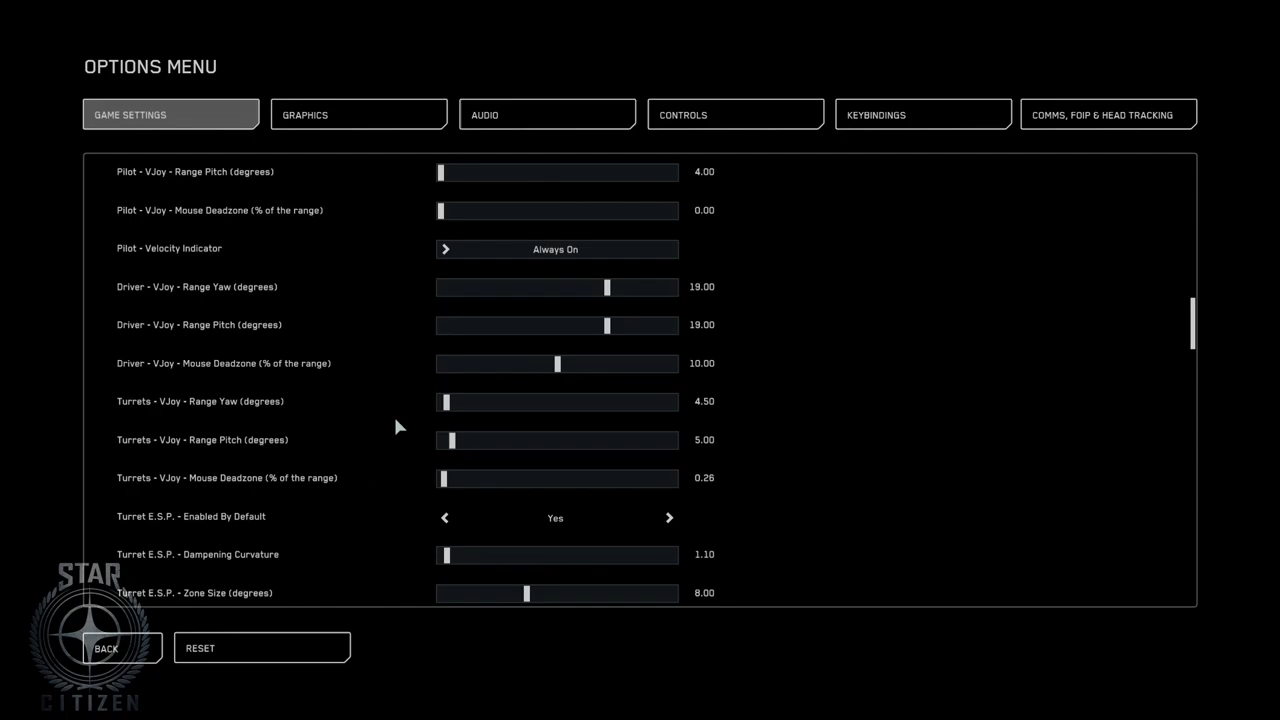 OPTIONS MENU
GAME SETTINGS
GRAPHICS
AUDIO
CONTROLS
KEYBINDINGS
COMMS, FOIP & HEAD TRACKING
Pilot - VJoy - Range Pitch (degrees) 4.00
Pilot - VJoy - Mouse Deadzone (% of the range) 0.00
Pilot - Velocity Indicator Always On
Driver - VJoy - Range Yaw (degrees) 19.00
Driver - VJoy - Range Pitch (degrees) 19.00
Driver - VJoy - Mouse Deadzone (% of the range) 10.00
Turrets - VJoy - Range Yaw (degrees) 4.50
Turrets - VJoy - Range Pitch (degrees) 5.00
Turrets - VJoy - Mouse Deadzone (% of the range) 0.26
Turret E.S.P. - Enabled By Default Yes
Turret E.S.P. - Dampening Curvature 1.10
Turret E.S.P. - Zone Size (degrees) 8.00
STAR
BACK
RESET
CITIZEN